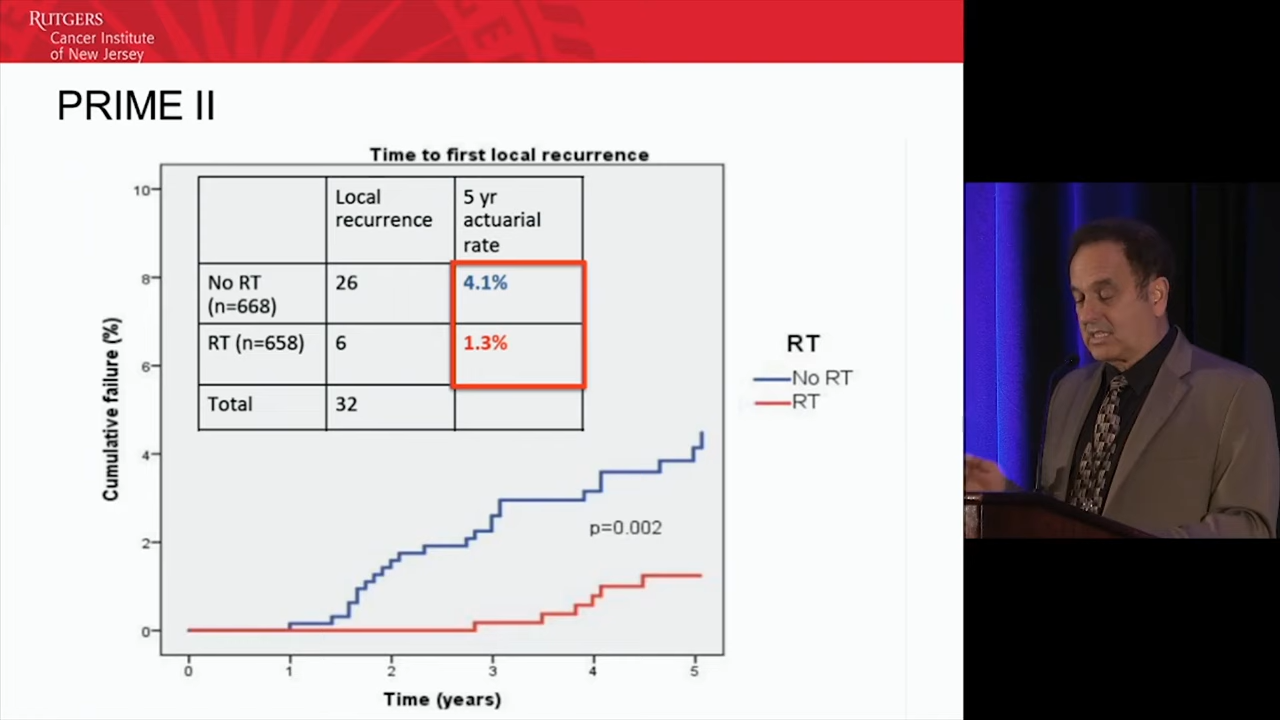 RUTGERS
Cancer Institute
of New Jersey
PRIME II
Time to first local recurrence
Local
recurrence
5 yr
actuarial
rate
No RT
(n=668)
26
4.1%
RT (n=658)
6
1.3%
Total
32
10
8
6
4
2
0
Cumulative failure (%)
p=0.002
0
1
2
3
4
5
Time (years)
RT
No RT
RT